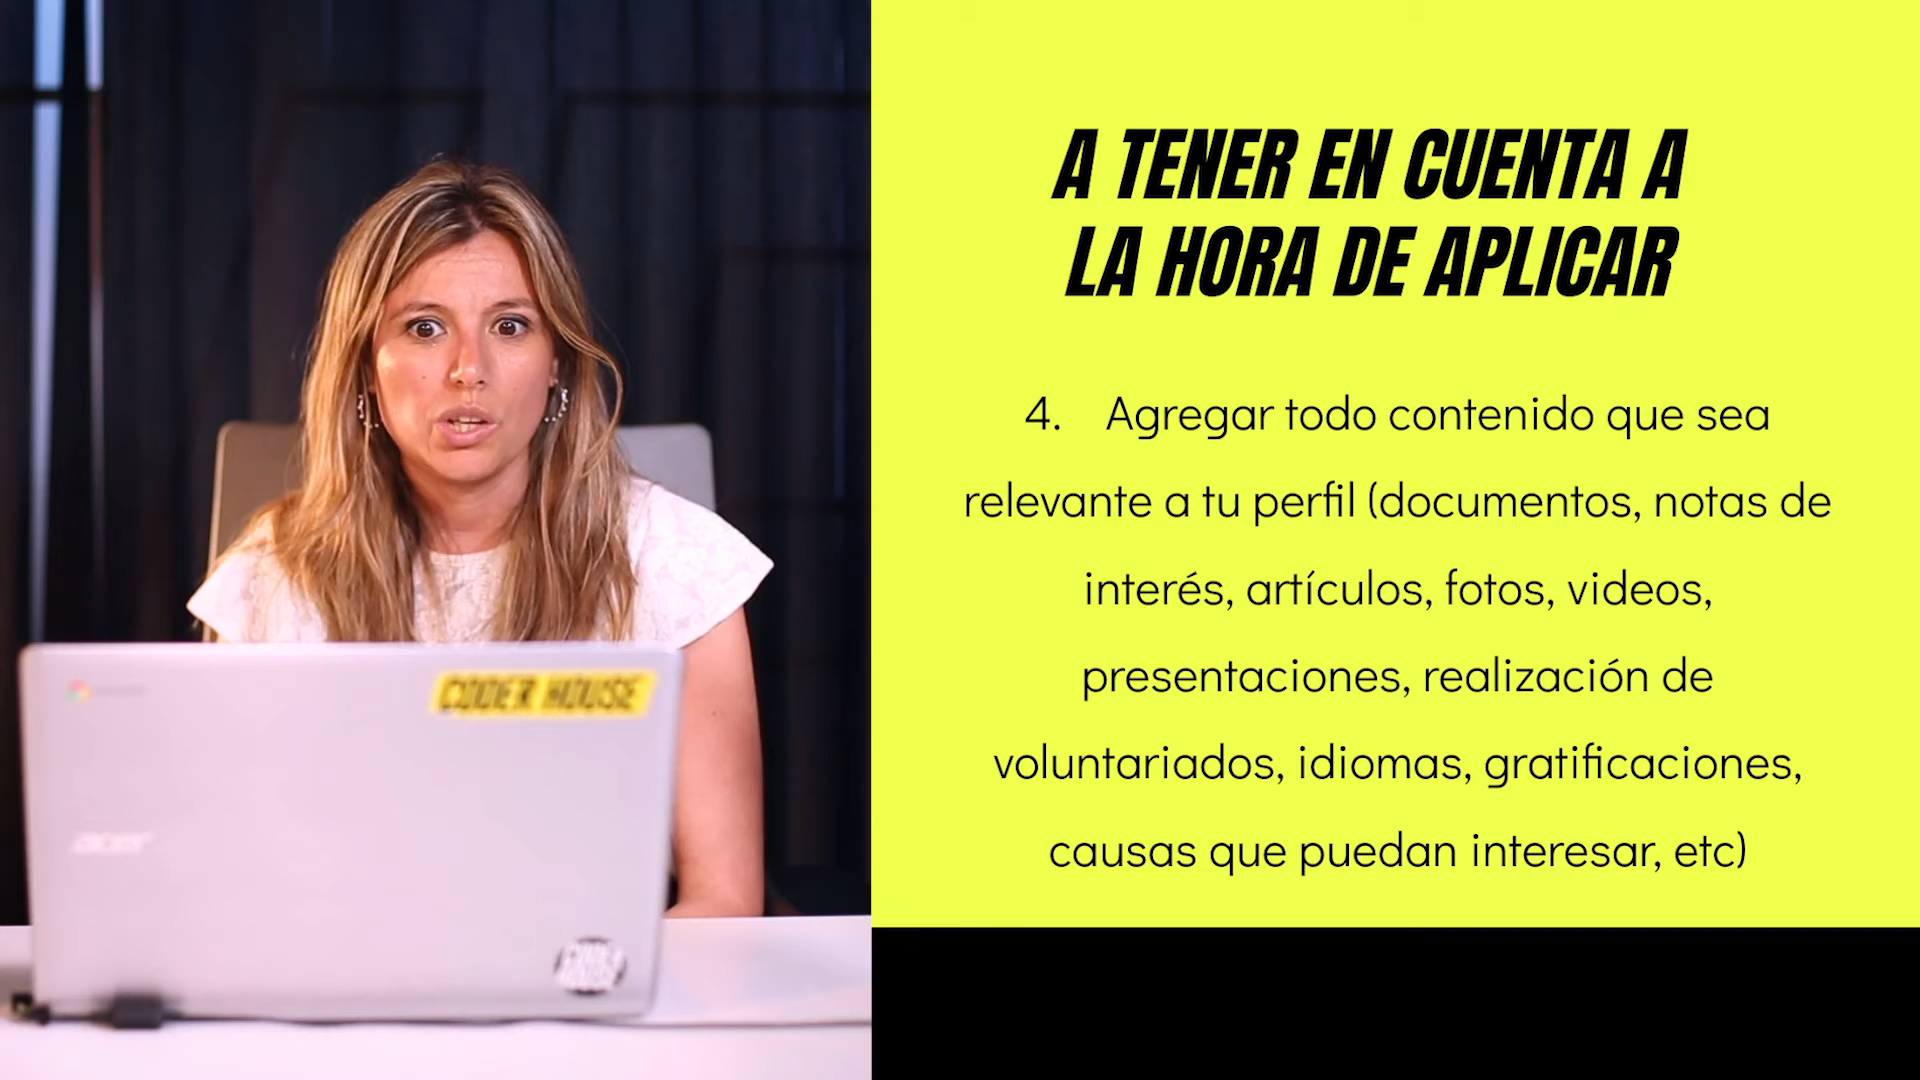 A TENER EN CUENTA A
LA HORA DE APLICAR
4. Agregar todo contenido que sea
relevante a tu perfil (documentos, notas de
interés, artículos, fotos, videos,
presentaciones, realización de
voluntariados, idiomas, gratificaciones,
causas que puedan interesar, etc)
CODER HOUSE
acer